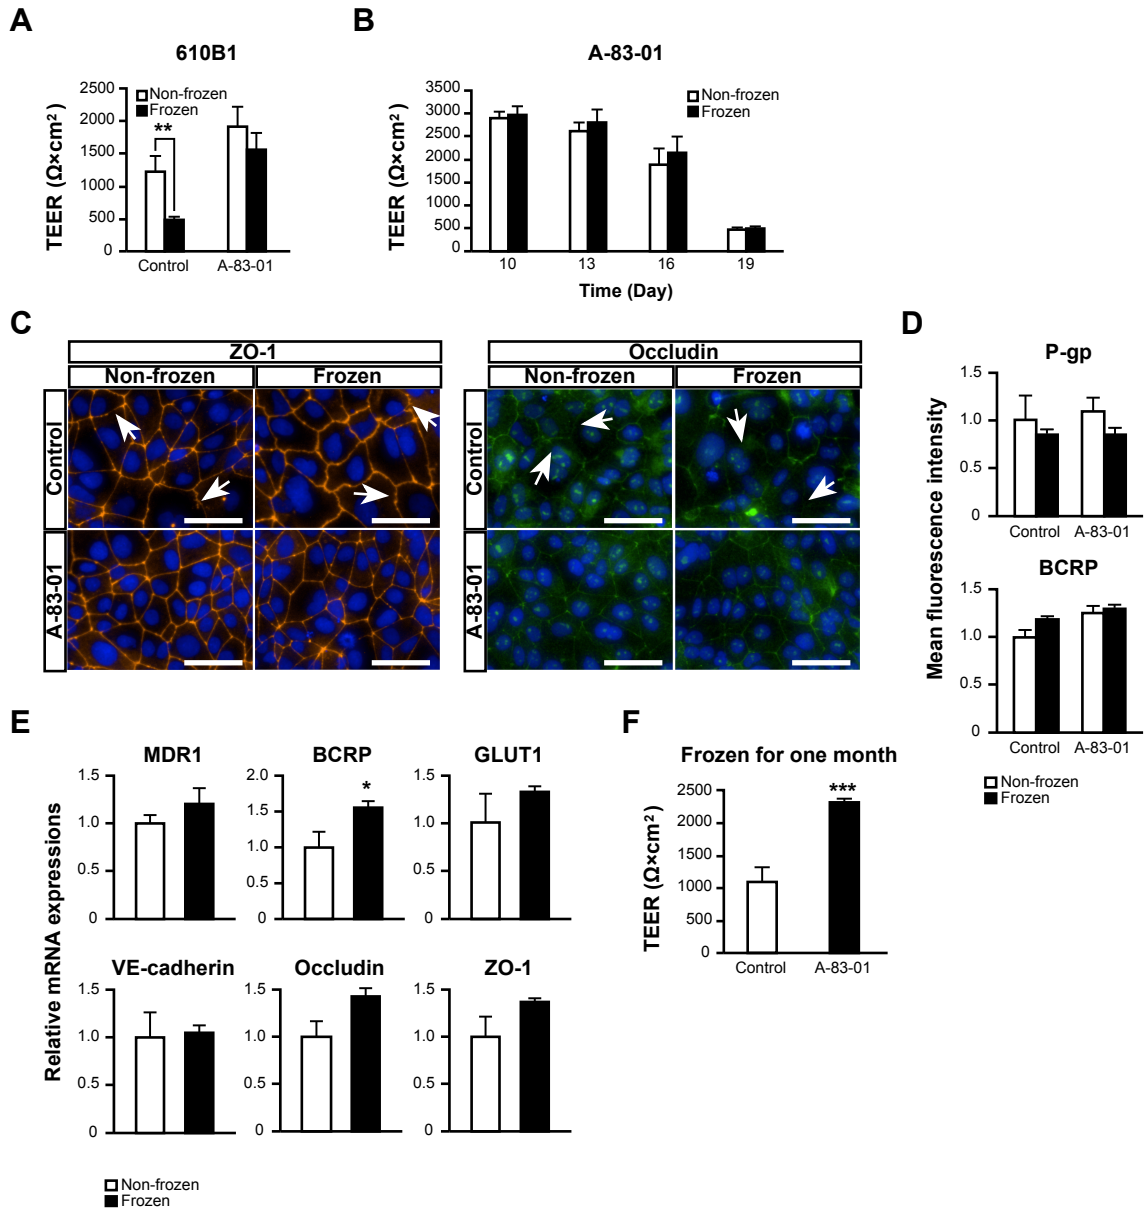 A
610B1
TEER (Ω×cm²)
2500
2000
1500
1000
500
0
Non-frozen
Frozen
**
Control
A-83-01
B
A-83-01
TEER (Ω×cm²)
3500
3000
2500
2000
1500
1000
500
0
Non-frozen
Frozen
10
13
16
19
Time (Day)
C
ZO-1
Non-frozen
Frozen
Control
A-83-01
Occludin
Non-frozen
Frozen
Control
A-83-01
D
Mean fluorescence intensity
P-gp
1.5
1.0
0.5
0
Control
A-83-01
BCRP
1.5
1.0
0.5
0
Control
A-83-01
Non-frozen
Frozen
E
Relative mRNA expressions
MDR1
1.5
1.0
0.5
0
BCRP
2.0
1.5
1.0
0.5
0
*
GLUT1
1.5
1.0
0.5
0
VE-cadherin
1.5
1.0
0.5
0
Occludin
1.5
1.0
0.5
0
ZO-1
1.5
1.0
0.5
0
Non-frozen
Frozen
F
Frozen for one month
TEER (Ω×cm²)
2500
2000
1500
1000
500
0
***
Control
A-83-01